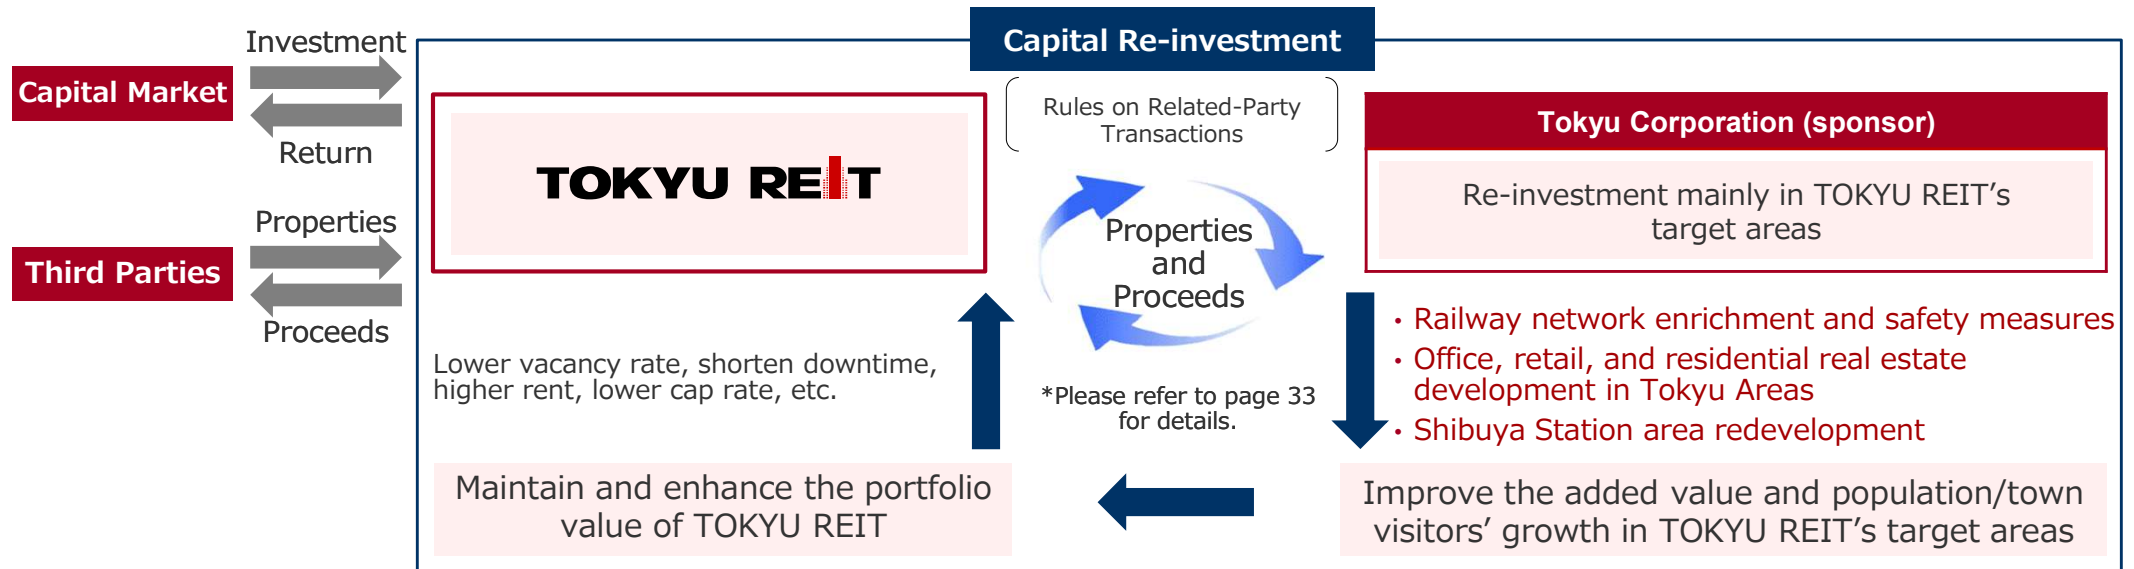 Capital Re-investment
Investment
Capital Market
Return
Properties
Third Parties
Proceeds
TOKYU REIT
Rules on Related-Party
Transactions
Properties
and
Proceeds
*Please refer to page 33
for details.
Tokyu Corporation (sponsor)
Re-investment mainly in TOKYU REIT’s
target areas
• Railway network enrichment and safety measures
• Office, retail, and residential real estate
development in Tokyu Areas
• Shibuya Station area redevelopment
Improve the added value and population/town
visitors’ growth in TOKYU REIT’s target areas
Maintain and enhance the portfolio
value of TOKYU REIT
Lower vacancy rate, shorten downtime,
higher rent, lower cap rate, etc.